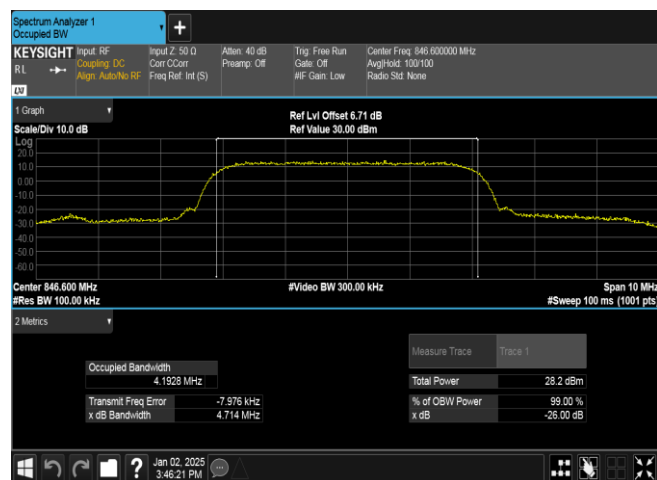 Spectrum Analyzer 1
Occupied BW
+
KEYSIGHT Input: RF Input Z: 50 Ω Atten: 40 dB Trig: Free Run Center Freq: 846.600000 MHz
RL Coupling: DC Corr CCorr Preamp: Off Gate: Off Avg|Hold: 100/100
Align: Auto/No RF Freq Ref: Int (S) #IF Gain: Low Radio Std: None
LXI
1 Graph
Ref Lvl Offset 6.71 dB
Scale/Div 10.0 dB Ref Value 30.00 dBm
Log
20.0
10.0
0.00
-10.0
-20.0
-30.0
-40.0
-50.0
-60.0
Center 846.600 MHz #Video BW 300.00 kHz Span 10 MHz
#Res BW 100.00 kHz #Sweep 100 ms (1001 pts)
2 Metrics
Measure Trace Trace 1
Occupied Bandwidth
4.1928 MHz Total Power 28.2 dBm
Transmit Freq Error -7.976 kHz % of OBW Power 99.00 %
x dB Bandwidth 4.714 MHz x dB -26.00 dB
? Jan 02, 2025
3:46:21 PM